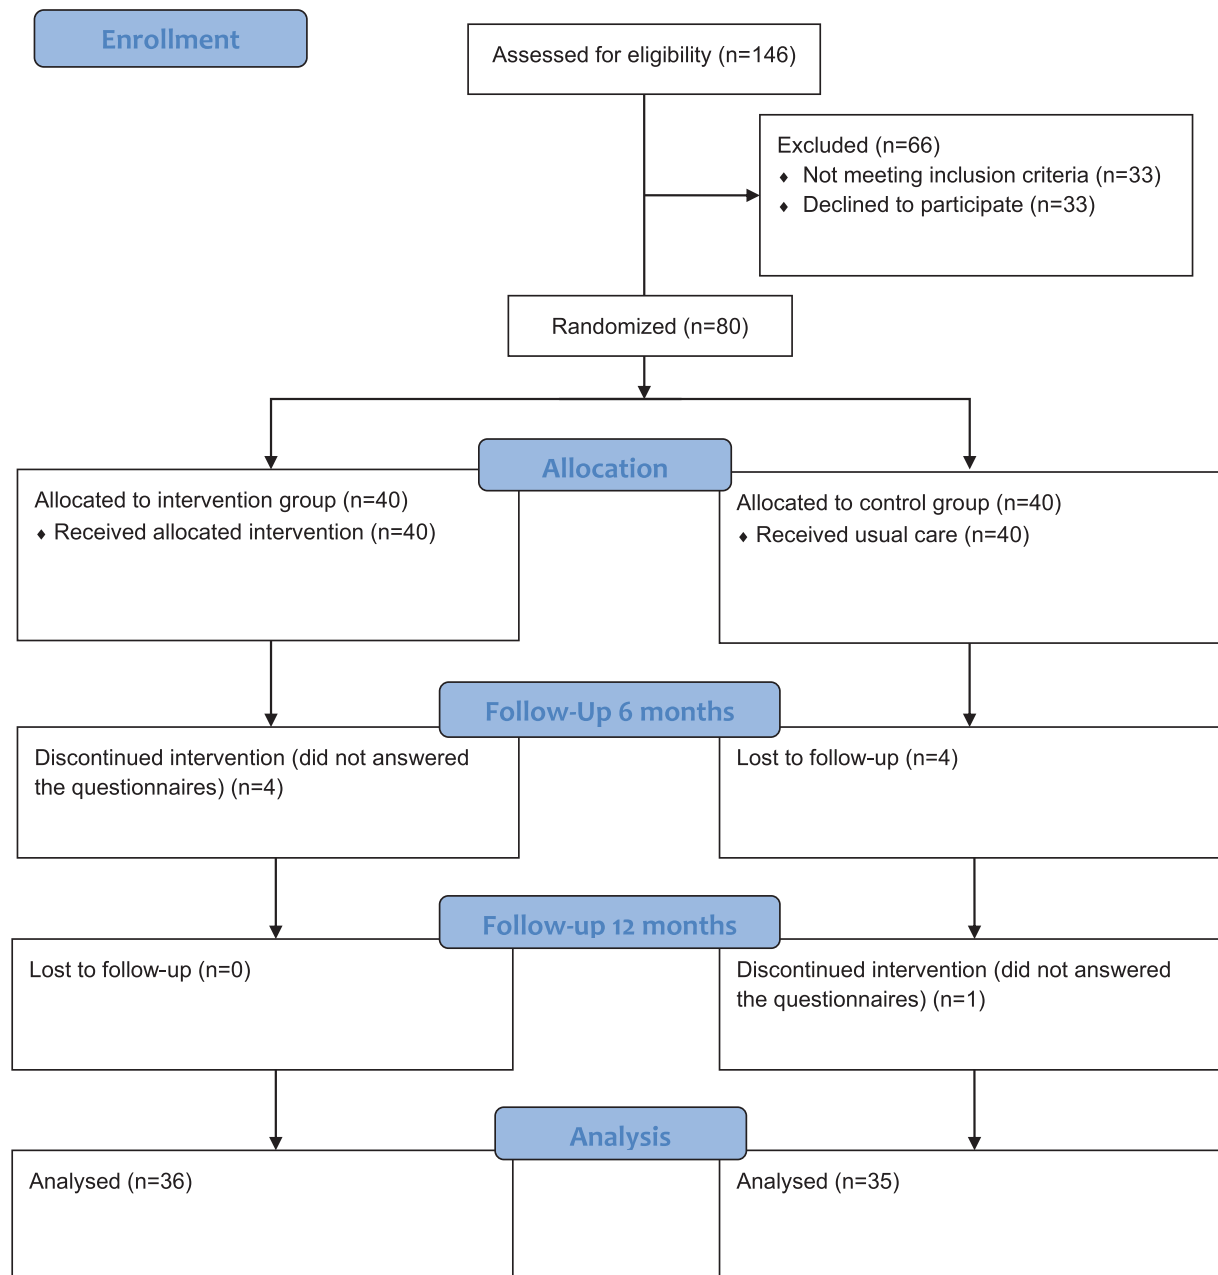 Enrollment
Assessed for eligibility (n=146)
Excluded (n=66)
♦ Not meeting inclusion criteria (n=33)
♦ Declined to participate (n=33)
Randomized (n=80)
Allocation
Allocated to intervention group (n=40)
♦ Received allocated intervention (n=40)
Allocated to control group (n=40)
♦ Received usual care (n=40)
Follow-Up 6 months
Discontinued intervention (did not answered
the questionnaires) (n=4)
Lost to follow-up (n=4)
Follow-up 12 months
Lost to follow-up (n=0)
Discontinued intervention (did not answered
the questionnaires) (n=1)
Analysis
Analysed (n=36)
Analysed (n=35)